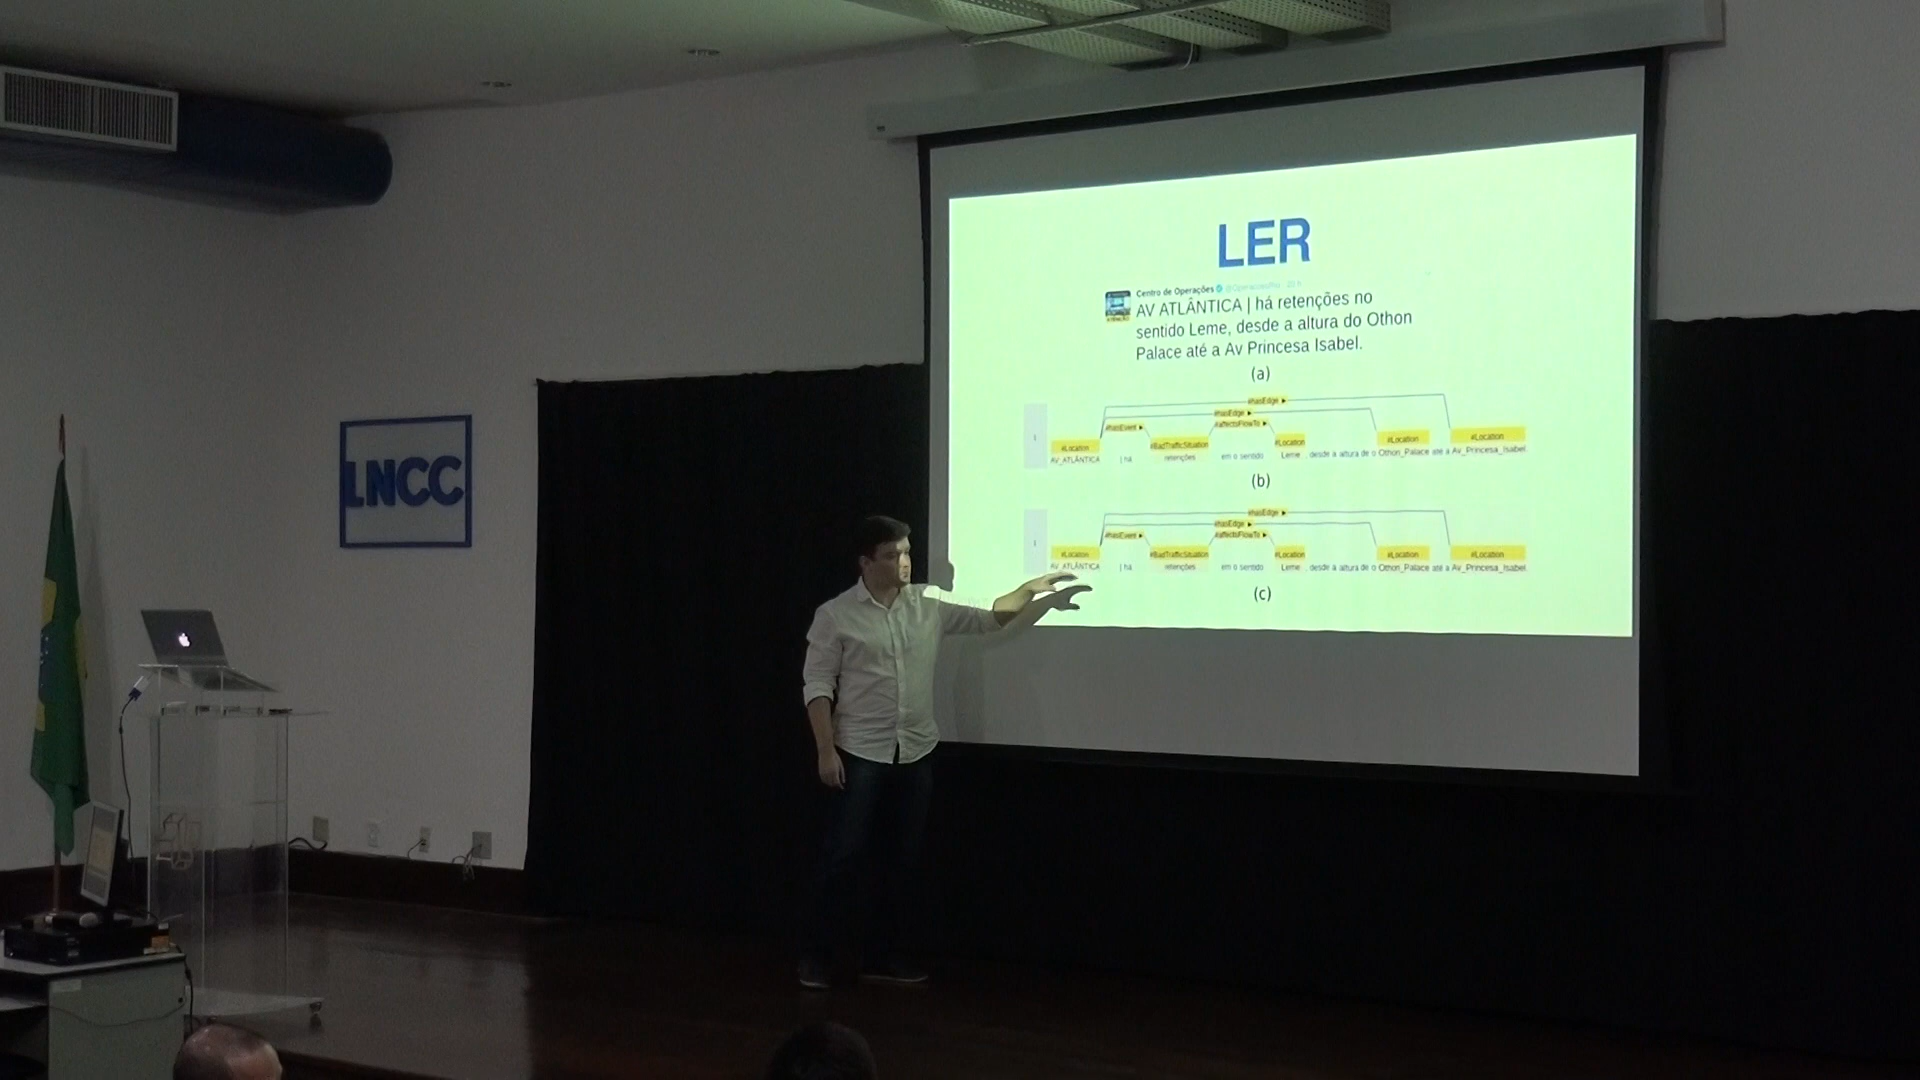 LNCC
LER
Centro de Operações
AV ATLÂNTICA | há retenções no
sentido Leme, desde a altura do Othon
Palace até a Av Princesa Isabel.
(a)
#hasEdge
#hasEdge
#hasEvent #affectsFlowTo
#Location #BadTrafficSituation #Location #Location #Location
1
AV_ATLÂNTICA | há retenções em o sentido Leme , desde a altura de o Othon_Palace até a Av_Princesa_Isabel.
(b)
#hasEdge
#hasEdge
#hasEvent #affectsFlowTo
#Location #BadTrafficSituation #Location #Location #Location
1
AV_ATLÂNTICA | há retenções em o sentido Leme , desde a altura de o Othon_Palace até a Av_Princesa_Isabel.
(c)